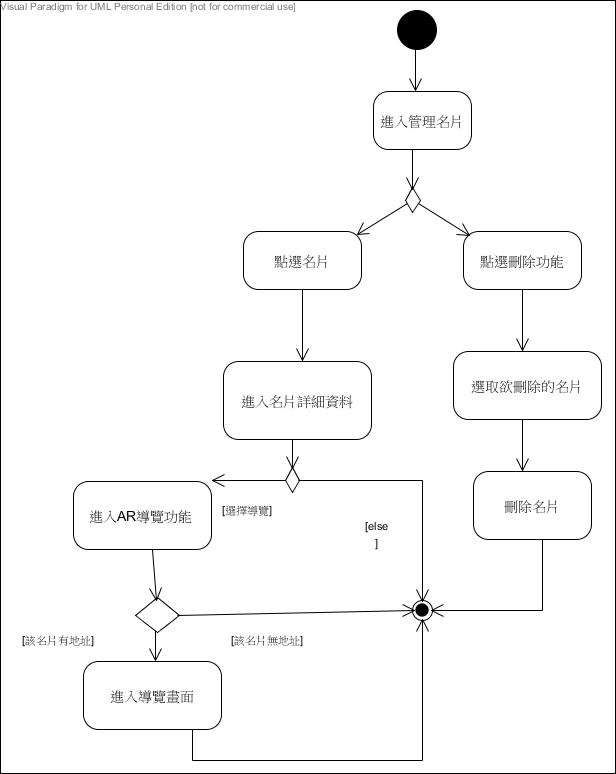 Visual Paradigm for UML Personal Edition [not for commercial use]
進入管理名片
點選名片
點選刪除功能
進入名片詳細資料
選取欲刪除的名片
進入AR導覽功能
[選擇導覽]
[else
]
刪除名片
[該名片有地址]
[該名片無地址]
進入導覽畫面